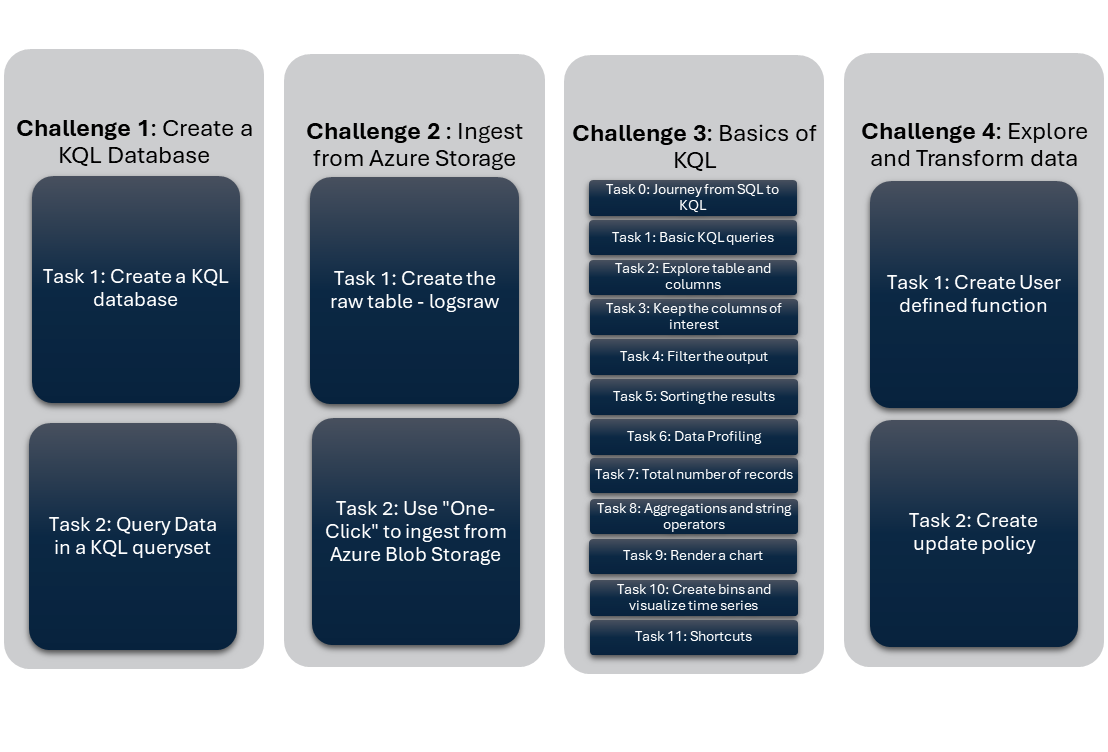 Challenge 1: Create a
KQL Database
Task 1: Create a KQL
database
Task 2: Query Data
in a KQL queryset
Challenge 2 : Ingest
from Azure Storage
Task 1: Create the
raw table - logsraw
Task 2: Use "One-
Click" to ingest from
Azure Blob Storage
Challenge 3: Basics of
KQL
Task 0: Journey from SQL to
KQL
Task 1: Basic KQL queries
Task 2: Explore table and
columns
Task 3: Keep the columns of
interest
Task 4: Filter the output
Task 5: Sorting the results
Task 6: Data Profiling
Task 7: Total number of records
Task 8: Aggregations and string
operators
Task 9: Render a chart
Task 10: Create bins and
visualize time series
Task 11: Shortcuts
Challenge 4: Explore
and Transform data
Task 1: Create User
defined function
Task 2: Create
update policy